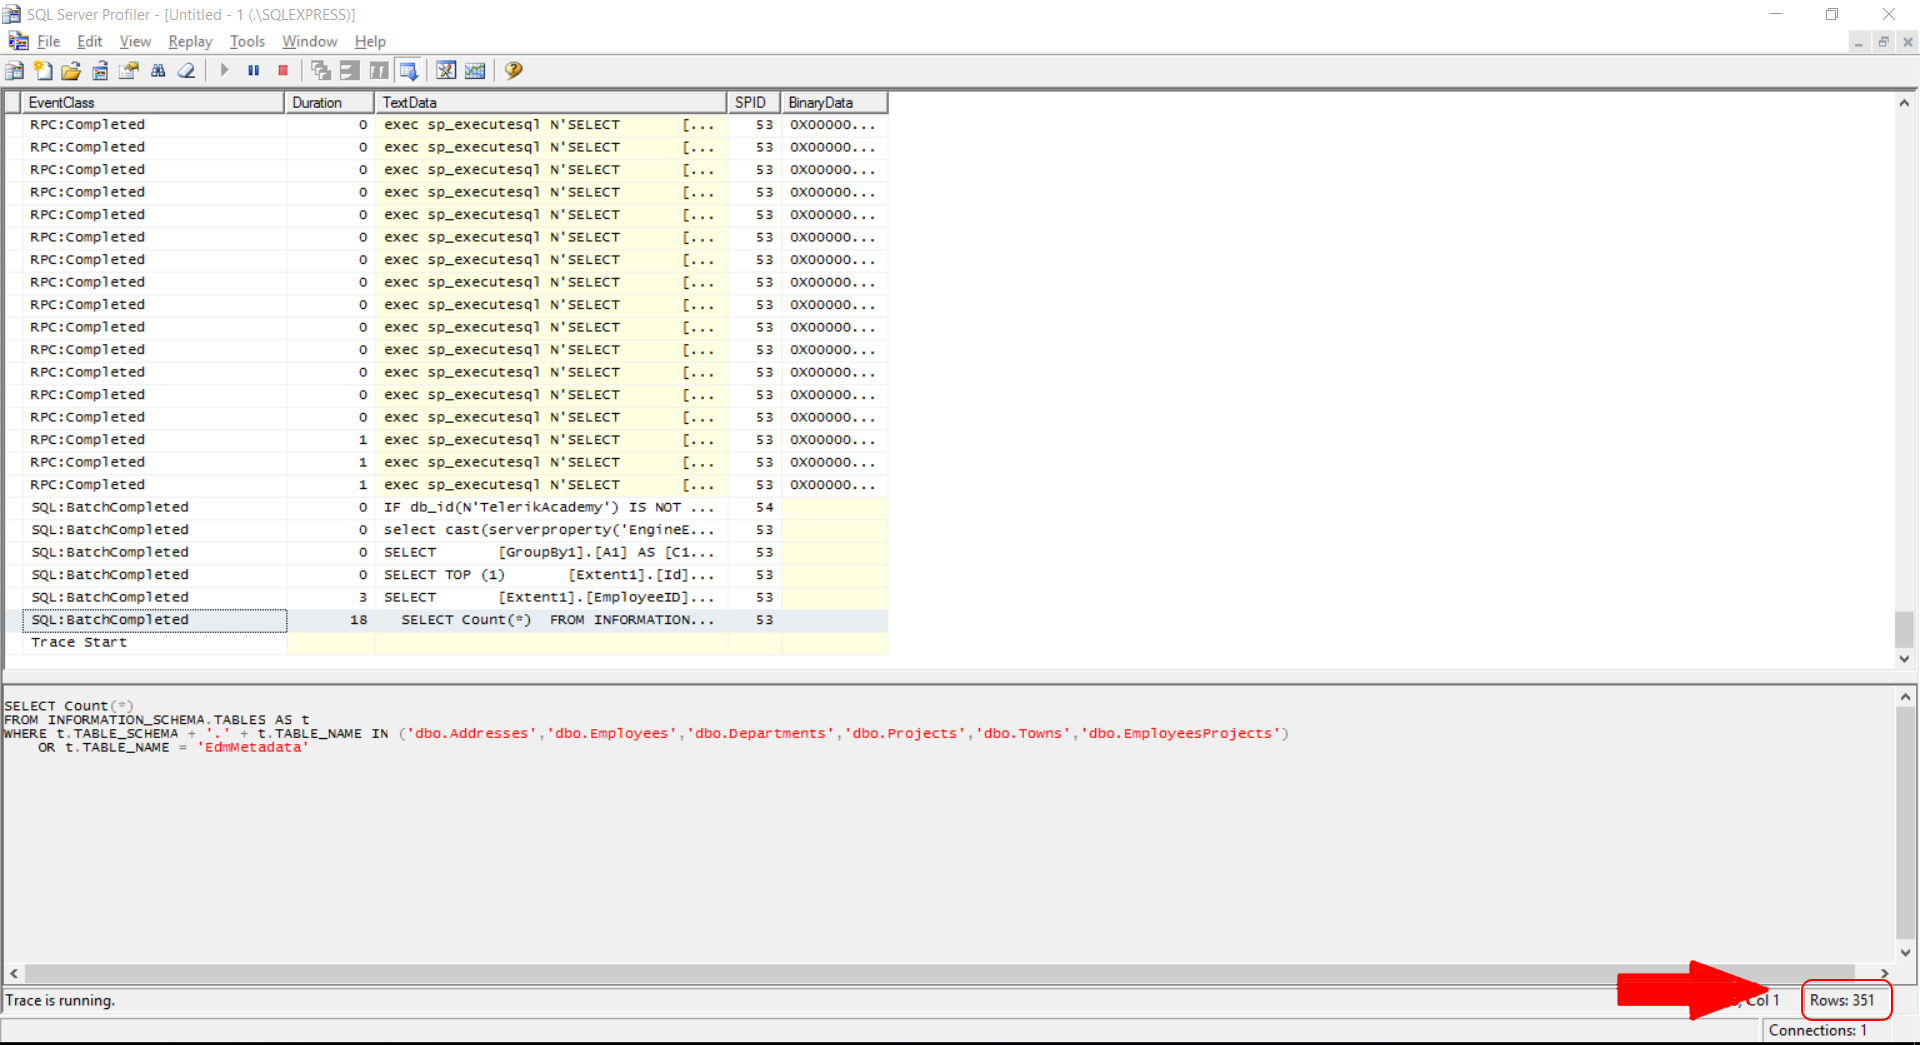 SQL Server Profiler - [Untitled - 1 (.\SQLEXPRESS)]
File Edit View Replay Tools Window Help
EventClass Duration TextData SPID BinaryData
RPC:Completed 0 exec sp_executesql N'SELECT [... 53 0X00000...
RPC:Completed 0 exec sp_executesql N'SELECT [... 53 0X00000...
RPC:Completed 0 exec sp_executesql N'SELECT [... 53 0X00000...
RPC:Completed 0 exec sp_executesql N'SELECT [... 53 0X00000...
RPC:Completed 0 exec sp_executesql N'SELECT [... 53 0X00000...
RPC:Completed 0 exec sp_executesql N'SELECT [... 53 0X00000...
RPC:Completed 0 exec sp_executesql N'SELECT [... 53 0X00000...
RPC:Completed 0 exec sp_executesql N'SELECT [... 53 0X00000...
RPC:Completed 0 exec sp_executesql N'SELECT [... 53 0X00000...
RPC:Completed 0 exec sp_executesql N'SELECT [... 53 0X00000...
RPC:Completed 0 exec sp_executesql N'SELECT [... 53 0X00000...
RPC:Completed 0 exec sp_executesql N'SELECT [... 53 0X00000...
RPC:Completed 0 exec sp_executesql N'SELECT [... 53 0X00000...
RPC:Completed 0 exec sp_executesql N'SELECT [... 53 0X00000...
RPC:Completed 1 exec sp_executesql N'SELECT [... 53 0X00000...
RPC:Completed 1 exec sp_executesql N'SELECT [... 53 0X00000...
RPC:Completed 1 exec sp_executesql N'SELECT [... 53 0X00000...
SQL:BatchCompleted 0 IF db_id(N'TelerikAcademy') IS NOT ... 54
SQL:BatchCompleted 0 select cast(serverproperty('EngineE... 53
SQL:BatchCompleted 0 SELECT [GroupBy1].[A1] AS [C1... 53
SQL:BatchCompleted 0 SELECT TOP (1) [Extent1].[Id]... 53
SQL:BatchCompleted 3 SELECT [Extent1].[EmployeeID]... 53
SQL:BatchCompleted 18 SELECT Count(*) FROM INFORMATION... 53
Trace Start
SELECT Count(*)
FROM INFORMATION_SCHEMA.TABLES AS t
WHERE t.TABLE_SCHEMA + '.' + t.TABLE_NAME IN ('dbo.Addresses','dbo.Employees','dbo.Departments','dbo.Projects','dbo.Towns','dbo.EmployeesProjects')
OR t.TABLE_NAME = 'EdmMetadata'
Trace is running. Col 1 Rows: 351
Connections: 1